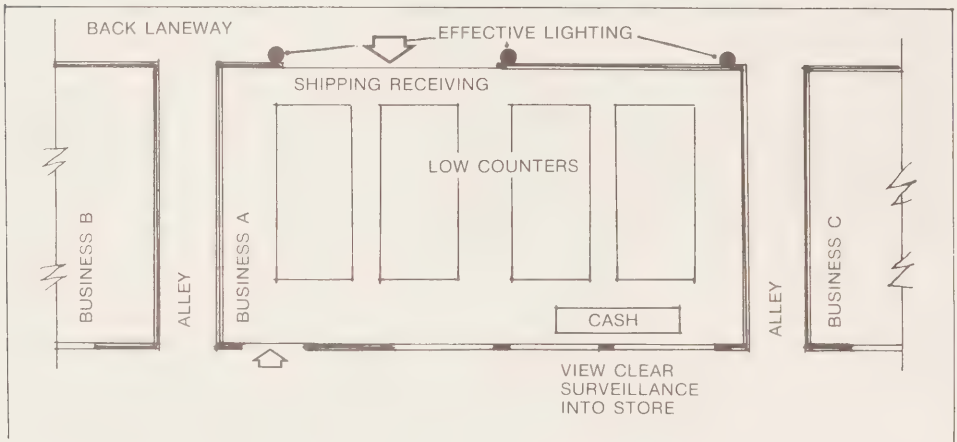 BACK LANEWAY
EFFECTIVE LIGHTING
SHIPPING RECEIVING
LOW COUNTERS
BUSINESS B
ALLEY
BUSINESS A
CASH
ALLEY
BUSINESS C
VIEW CLEAR
SURVEILLANCE
INTO STORE